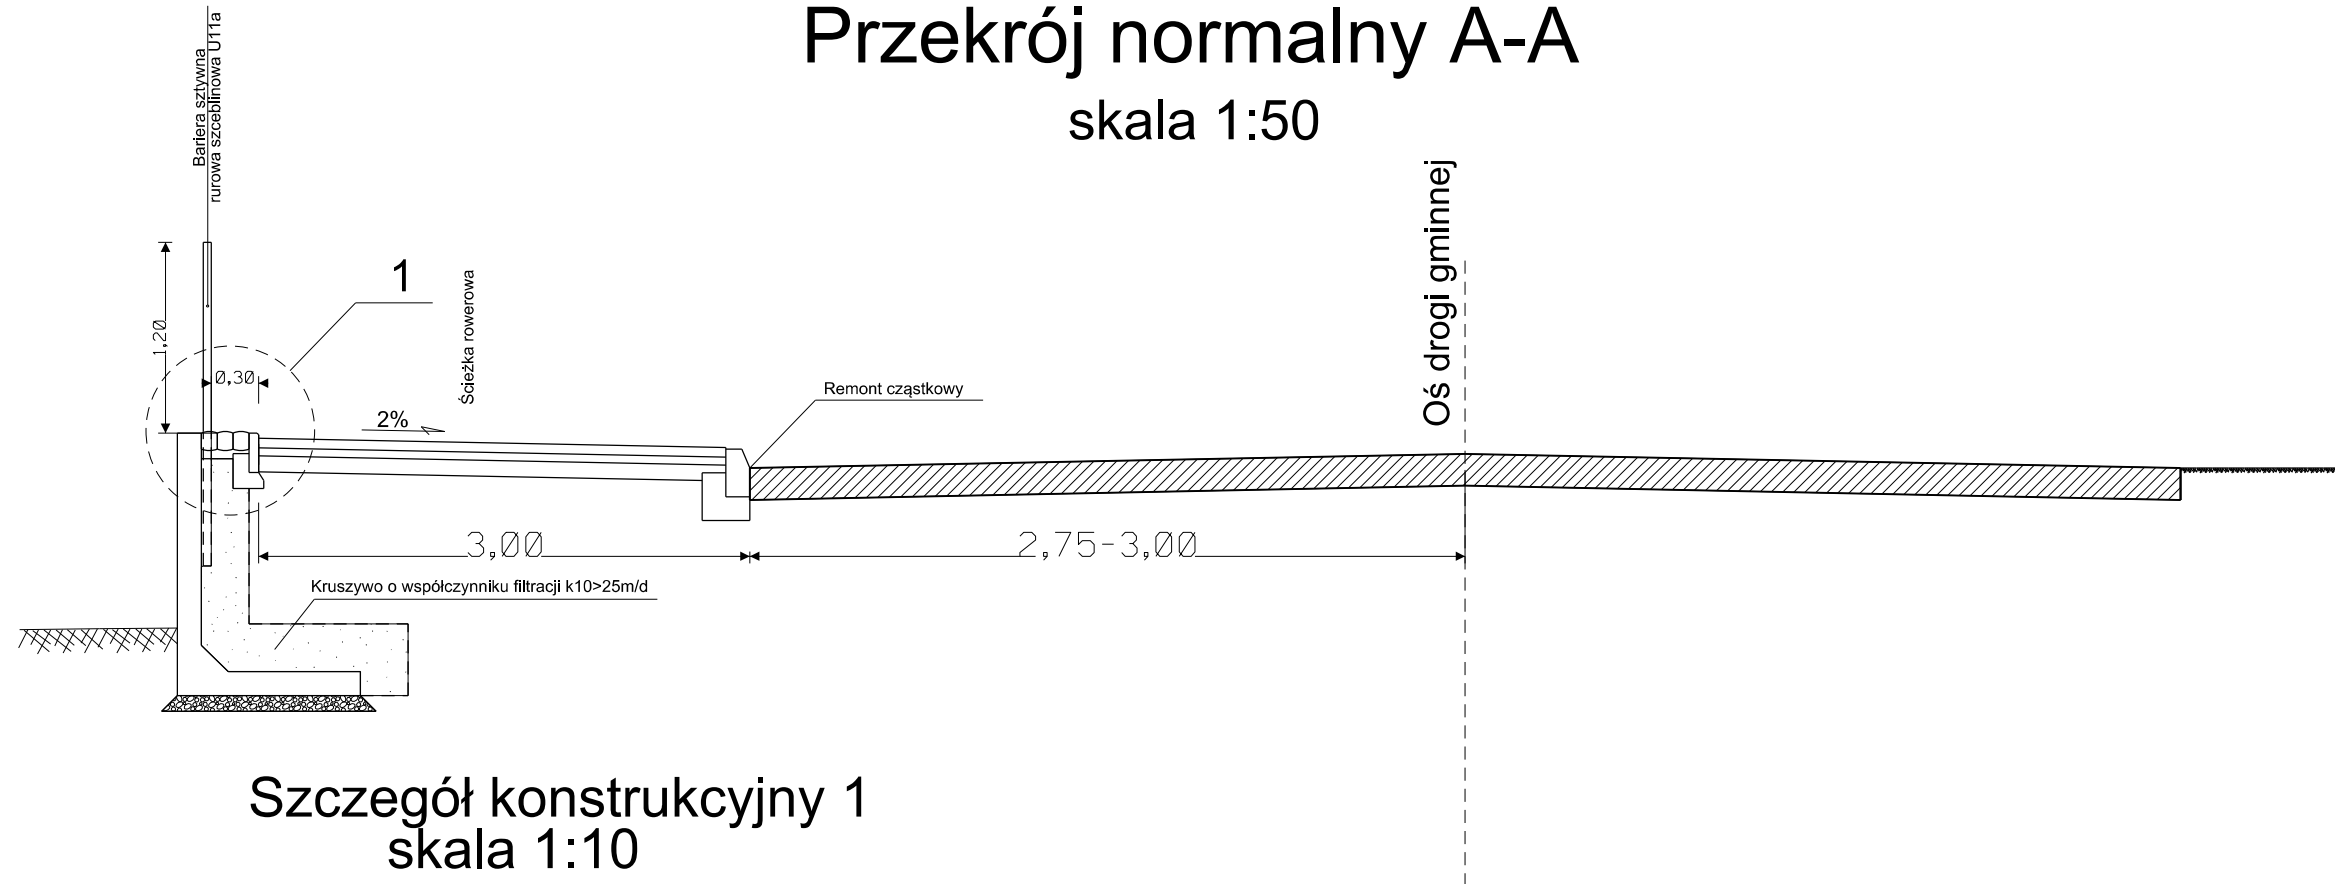 Przekrój normalny A-A
skala 1:50
Bariera sztywna
rurowa szceblinowa U11a
Oś drogi gminnej
1
Ścieżka rowerowa
1,20
0,30
2%
Remont cząstkowy
3,00
2,75-3,00
Kruszywo o współczynniku filtracji k10>25m/d
Szczegół konstrukcyjny 1
skala 1:10